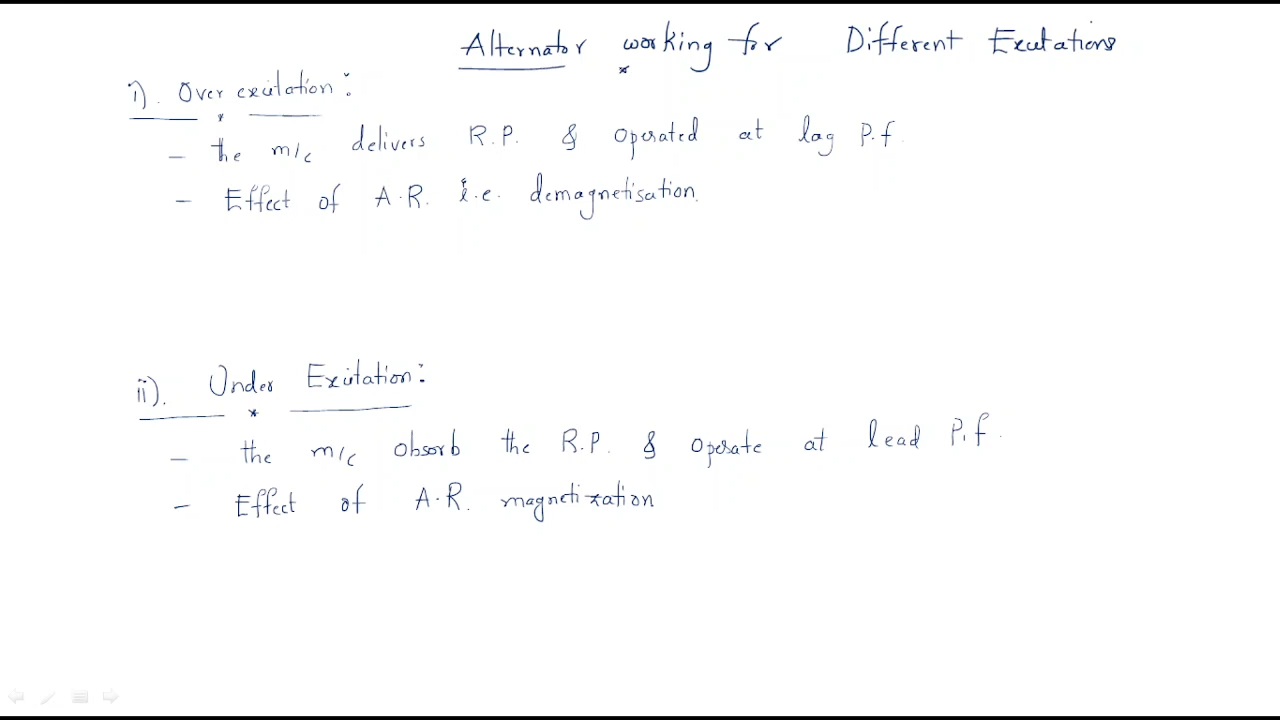 Alternator working for Different Excitations
i). Over excitation:
- the m/c delivers R.P. & operated at lag P.f.
- Effect of A.R. i.e. demagnetisation.
ii). Under Excitation:
- the m/c obsorb the R.P. & operate at lead P.f.
- Effect of A.R. magnetization